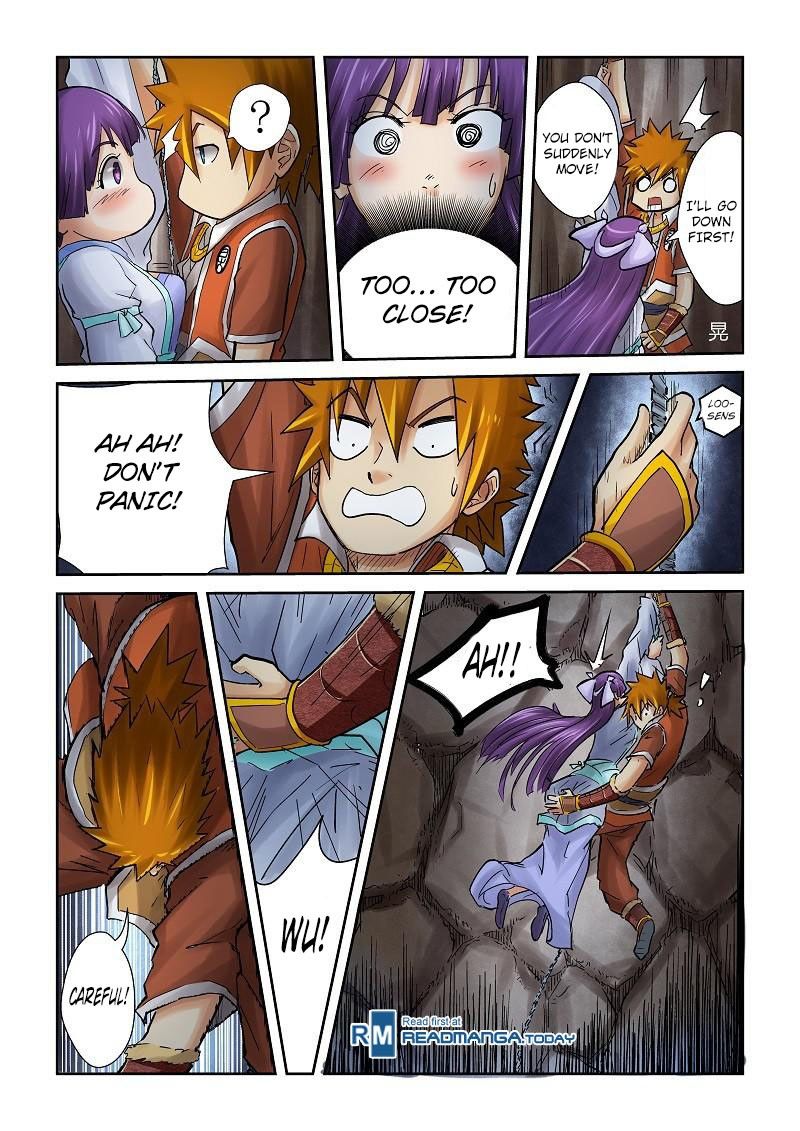 ?
TOO... TOO
CLOSE!
YOU DON'T
SUDDENLY
MOVE!
I'LL GO
DOWN
FIRST!
晃
AH AH!
DON'T
PANIC!
LOO-
SENS
CAREFUL!
WU!
AH!!
RM
Read first at
READMANGA.TODAY